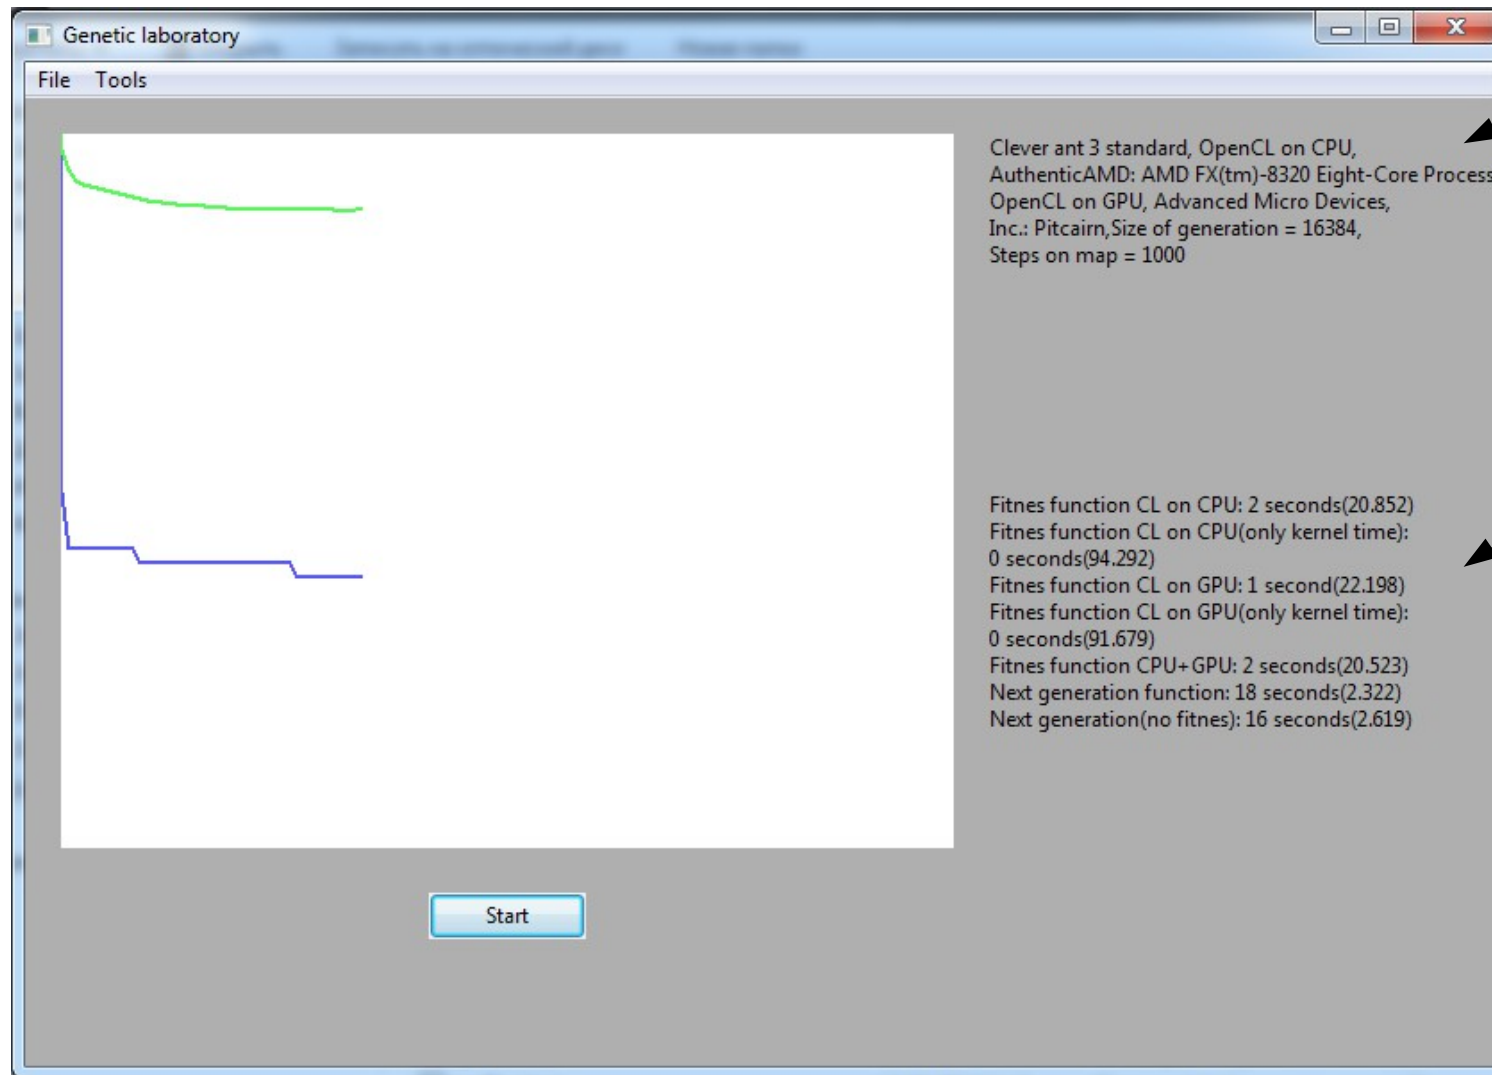 Genetic laboratory
File Tools
Clever ant 3 standard, OpenCL on CPU,
AuthenticAMD: AMD FX(tm)-8320 Eight-Core Process
OpenCL on GPU, Advanced Micro Devices,
Inc.: Pitcairn,Size of generation = 16384,
Steps on map = 1000
Fitnes function CL on CPU: 2 seconds(20.852)
Fitnes function CL on CPU(only kernel time):
0 seconds(94.292)
Fitnes function CL on GPU: 1 second(22.198)
Fitnes function CL on GPU(only kernel time):
0 seconds(91.679)
Fitnes function CPU+GPU: 2 seconds(20.523)
Next generation function: 18 seconds(2.322)
Next generation(no fitnes): 16 seconds(2.619)
Start